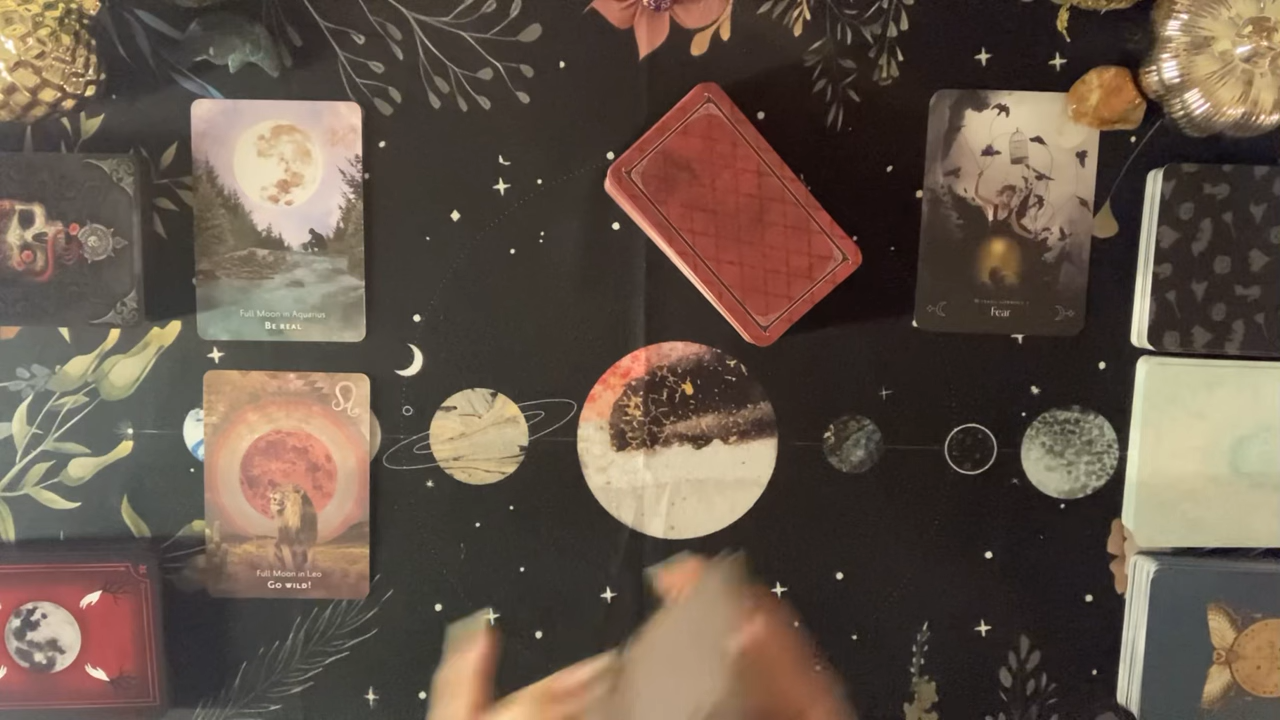 Full Moon in Aquarius
BE REAL
Fear
Full Moon in Leo
GO WILD!